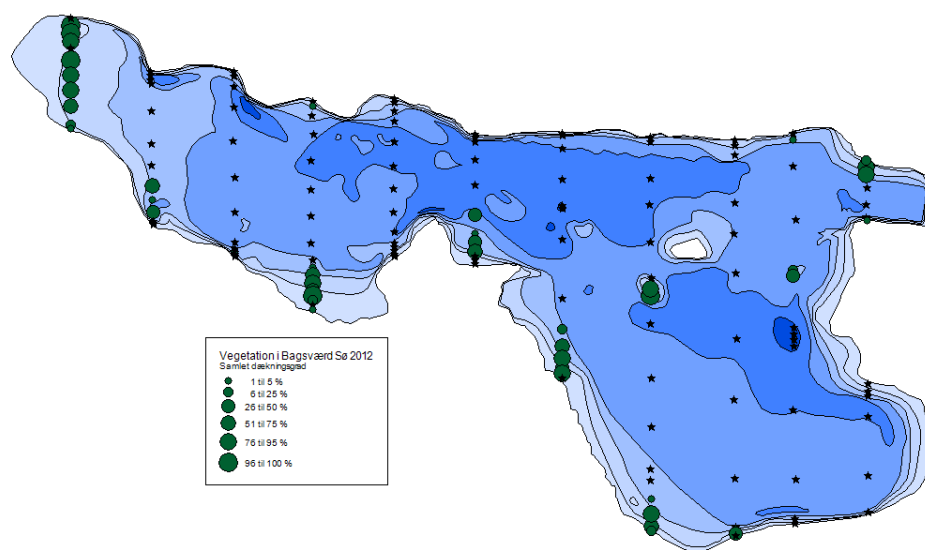 Vegetation i Bagsværd Sø 2012
Samlet dækningsgrad
1 til 5 %
6 til 25 %
26 til 50 %
51 til 75 %
76 til 95 %
96 til 100 %